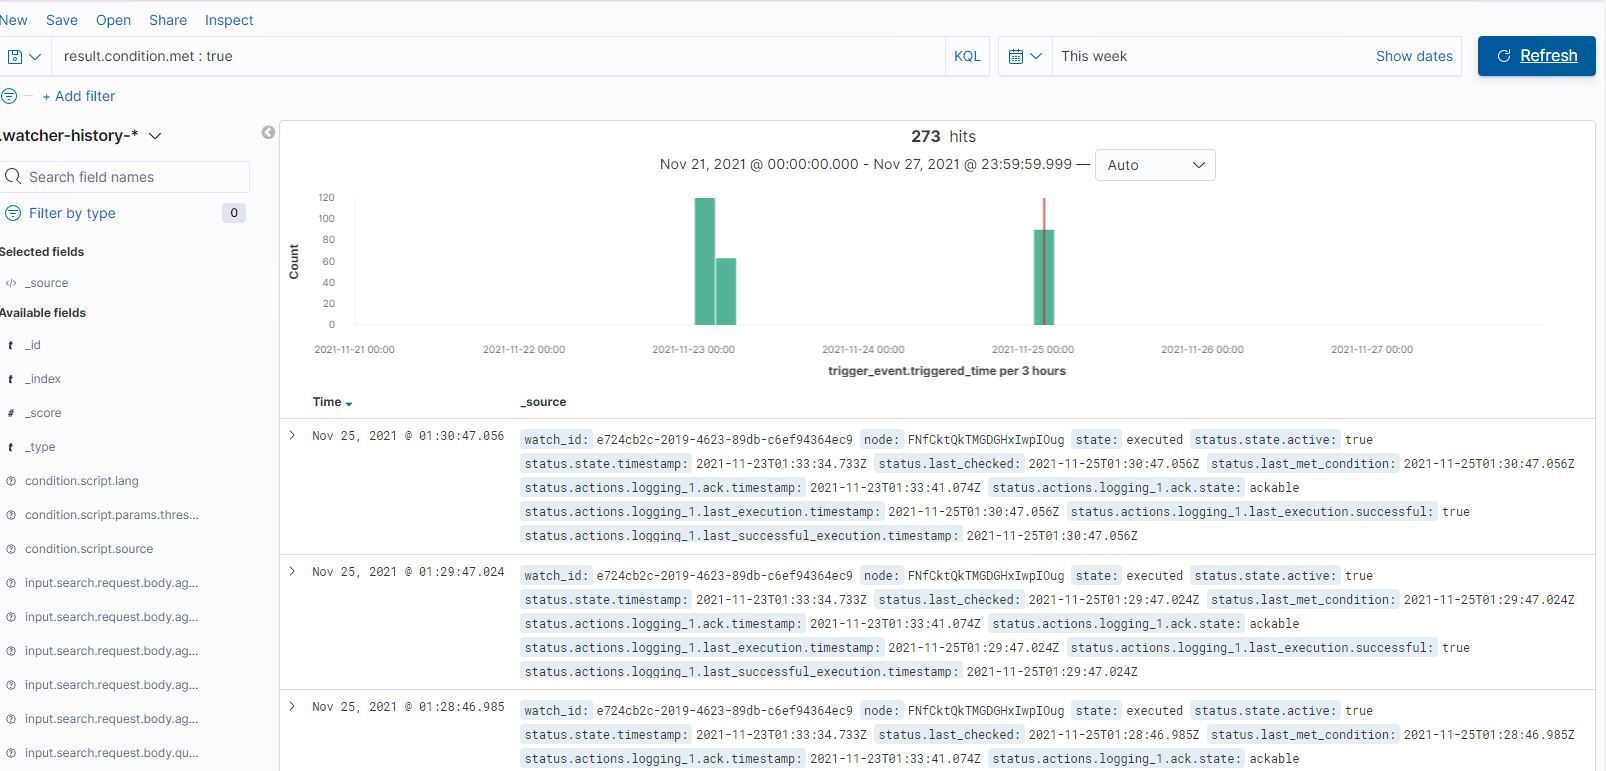 New Save Open Share Inspect
result.condition.met : true KQL This week Show dates Refresh
+ Add filter
.watcher-history-*
Search field names
Filter by type 0
Selected fields
_source
Available fields
t _id
t _index
# _score
t _type
condition.script.lang
condition.script.params.thres...
condition.script.source
input.search.request.body.ag...
input.search.request.body.ag...
input.search.request.body.ag...
input.search.request.body.ag...
input.search.request.body.ag...
input.search.request.body.qu...
273 hits
Nov 21, 2021 @ 00:00:00.000 - Nov 27, 2021 @ 23:59:59.999 — Auto
120
100
80
60
40
20
0
Count
2021-11-21 00:00 2021-11-22 00:00 2021-11-23 00:00 2021-11-24 00:00 2021-11-25 00:00 2021-11-26 00:00 2021-11-27 00:00
trigger_event.triggered_time per 3 hours
Time _source
Nov 25, 2021 @ 01:30:47.056 watch_id: e724cb2c-2019-4623-89db-c6ef94364ec9 node: FNfCktQkTMGDGHxIwpIOug state: executed status.state.active: true
status.state.timestamp: 2021-11-23T01:33:34.733Z status.last_checked: 2021-11-25T01:30:47.056Z status.last_met_condition: 2021-11-25T01:30:47.056Z
status.actions.logging_1.ack.timestamp: 2021-11-23T01:33:41.074Z status.actions.logging_1.ack.state: ackable
status.actions.logging_1.last_execution.timestamp: 2021-11-25T01:30:47.056Z status.actions.logging_1.last_execution.successful: true
status.actions.logging_1.last_successful_execution.timestamp: 2021-11-25T01:30:47.056Z
Nov 25, 2021 @ 01:29:47.024 watch_id: e724cb2c-2019-4623-89db-c6ef94364ec9 node: FNfCktQkTMGDGHxIwpIOug state: executed status.state.active: true
status.state.timestamp: 2021-11-23T01:33:34.733Z status.last_checked: 2021-11-25T01:29:47.024Z status.last_met_condition: 2021-11-25T01:29:47.024Z
status.actions.logging_1.ack.timestamp: 2021-11-23T01:33:41.074Z status.actions.logging_1.ack.state: ackable
status.actions.logging_1.last_execution.timestamp: 2021-11-25T01:29:47.024Z status.actions.logging_1.last_execution.successful: true
status.actions.logging_1.last_successful_execution.timestamp: 2021-11-25T01:29:47.024Z
Nov 25, 2021 @ 01:28:46.985 watch_id: e724cb2c-2019-4623-89db-c6ef94364ec9 node: FNfCktQkTMGDGHxIwpIOug state: executed status.state.active: true
status.state.timestamp: 2021-11-23T01:33:34.733Z status.last_checked: 2021-11-25T01:28:46.985Z status.last_met_condition: 2021-11-25T01:28:46.985Z
status.actions.logging_1.ack.timestamp: 2021-11-23T01:33:41.074Z status.actions.logging_1.ack.state: ackable